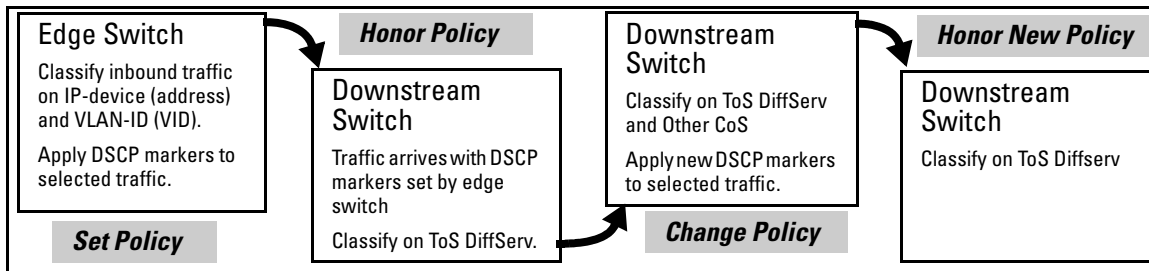 Edge Switch
Classify inbound traffic
on IP-device (address)
and VLAN-ID (VID).
Apply DSCP markers to
selected traffic.
Set Policy
Honor Policy
Downstream
Switch
Traffic arrives with DSCP
markers set by edge
switch
Classify on ToS DiffServ.
Downstream
Switch
Classify on ToS DiffServ
and Other CoS
Apply new DSCP markers
to selected traffic.
Change Policy
Honor New Policy
Downstream
Switch
Classify on ToS Diffserv